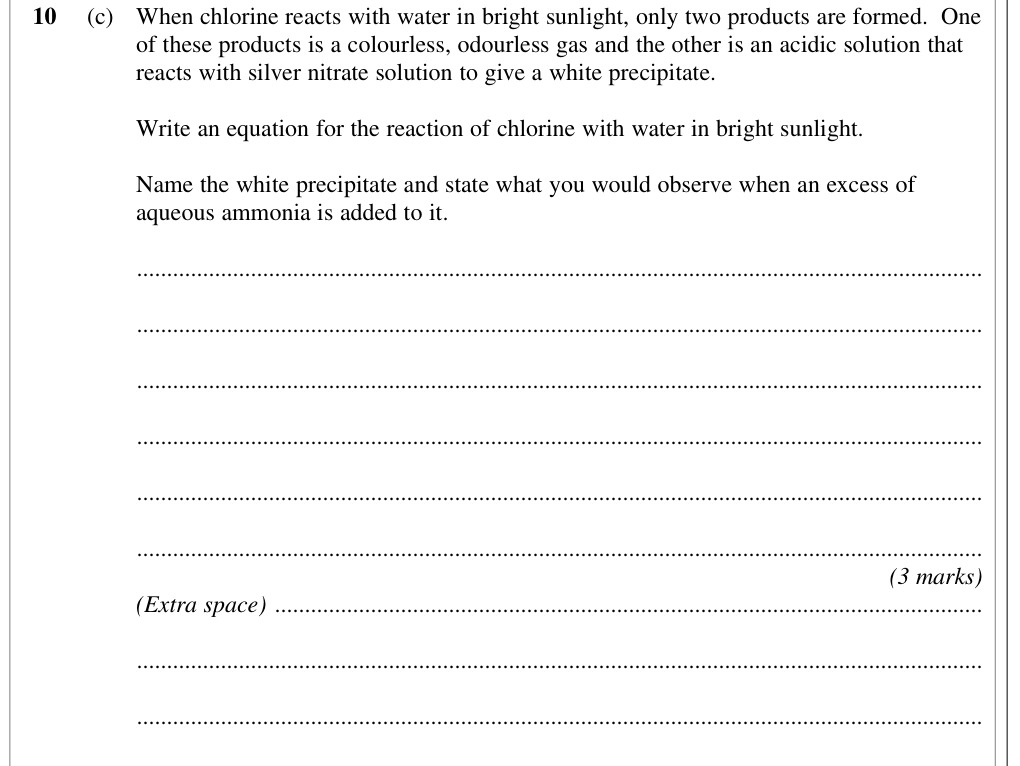 10 (c) When chlorine reacts with water in bright sunlight, only two products are formed. One
of these products is a colourless, odourless gas and the other is an acidic solution that
reacts with silver nitrate solution to give a white precipitate.
Write an equation for the reaction of chlorine with water in bright sunlight.
Name the white precipitate and state what you would observe when an excess of
aqueous ammonia is added to it.
(3 marks)
(Extra space)